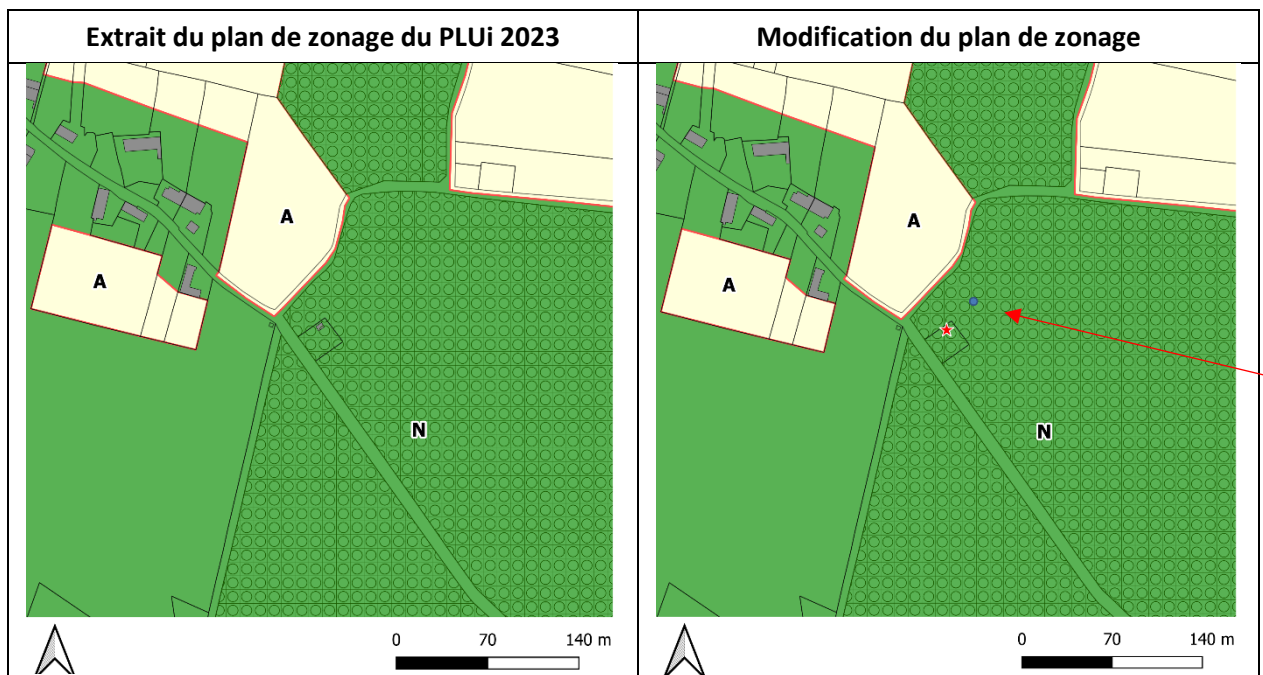 Extrait du plan de zonage du PLUi 2023
A
A
N
0 70 140 m
Modification du plan de zonage
A
A
N
0 70 140 m